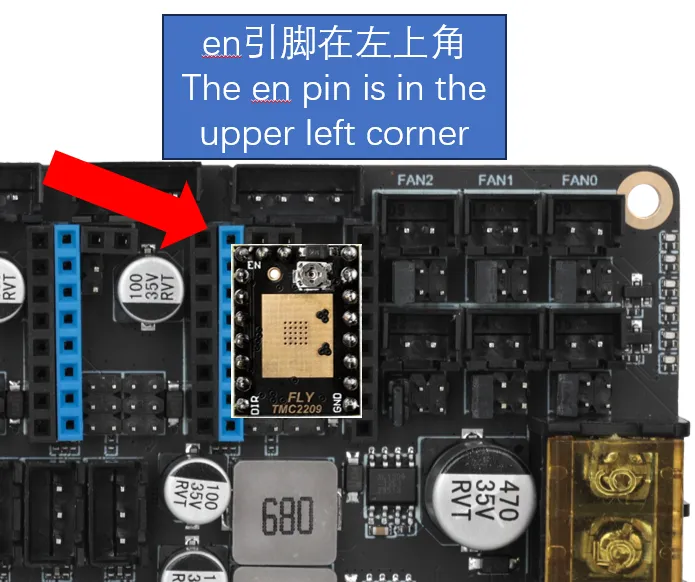 en引脚在左上角
The en pin is in the
upper left corner
FAN2
FAN1
FAN0
EN
100
35V
RVT
DIR
FLY
GND
TMC2209
100
35V
RVT
680
470
35V
RVT